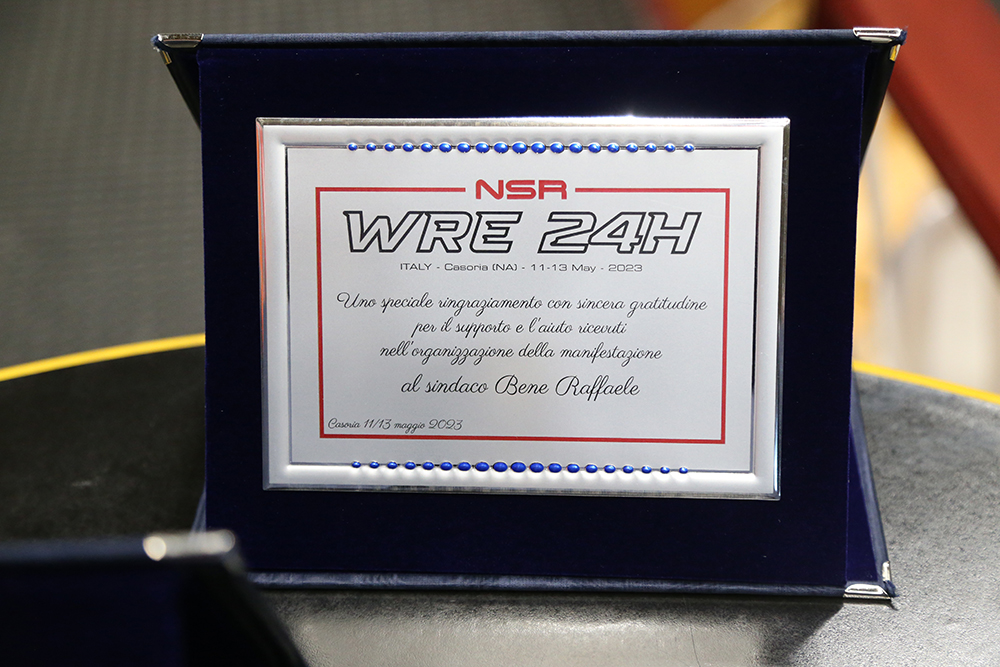 NSR
WRE 24H
ITALY - Casoria (NA) - 11-13 May - 2023
Uno speciale ringraziamento con sincera gratitudine
per il supporto e l'aiuto ricevuti
nell'organizzazione della manifestazione
al sindaco Bene Raffaele
Casoria 11/13 maggio 2023